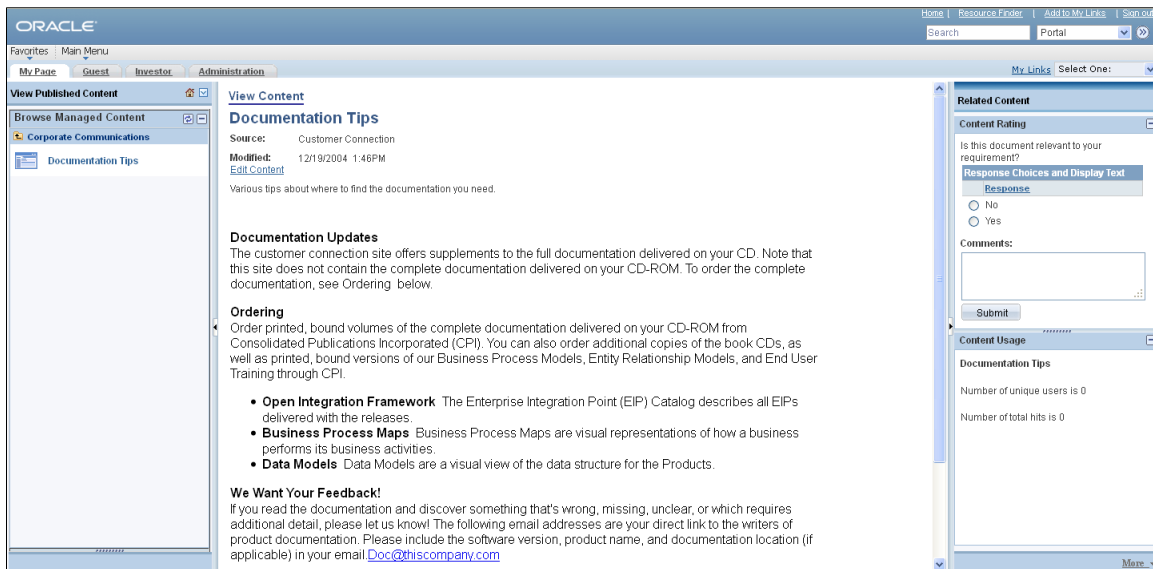 Home | Resource Finder | Add to My Links | Sign out
ORACLE
Search Portal
Favorites Main Menu
My Page Guest Investor Administration
My Links Select One:
View Published Content
Browse Managed Content
Corporate Communications
Documentation Tips
View Content
Documentation Tips
Source: Customer Connection
Modified: 12/19/2004 1:46PM
Edit Content
Various tips about where to find the documentation you need.
Documentation Updates
The customer connection site offers supplements to the full documentation delivered on your CD. Note that
this site does not contain the complete documentation delivered on your CD-ROM. To order the complete
documentation, see Ordering below.
Ordering
Order printed, bound volumes of the complete documentation delivered on your CD-ROM from
Consolidated Publications Incorporated (CPI). You can also order additional copies of the book CDs, as
well as printed, bound versions of our Business Process Models, Entity Relationship Models, and End User
Training through CPI.
• Open Integration Framework The Enterprise Integration Point (EIP) Catalog describes all EIPs
delivered with the releases.
• Business Process Maps Business Process Maps are visual representations of how a business
performs its business activities.
• Data Models Data Models are a visual view of the data structure for the Products.
We Want Your Feedback!
If you read the documentation and discover something that's wrong, missing, unclear, or which requires
additional detail, please let us know! The following email addresses are your direct link to the writers of
product documentation. Please include the software version, product name, and documentation location (if
applicable) in your email.Doc@thiscompany.com
Related Content
Content Rating
Is this document relevant to your
requirement?
Response Choices and Display Text
Response
No
Yes
Comments:
Submit
Content Usage
Documentation Tips
Number of unique users is 0
Number of total hits is 0
More